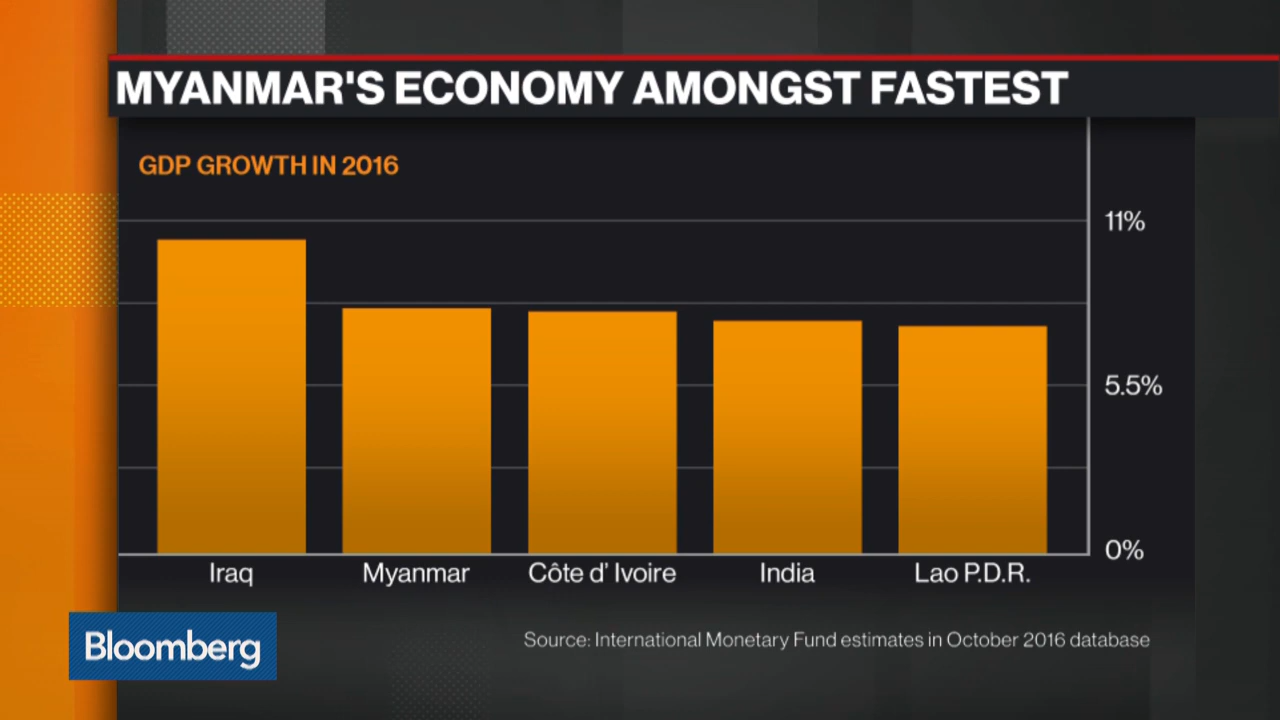 MYANMAR'S ECONOMY AMONGST FASTEST
GDP GROWTH IN 2016
11%
5.5%
0%
Iraq
Myanmar
Côte d' Ivoire
India
Lao P.D.R.
Source: International Monetary Fund estimates in October 2016 database
Bloomberg